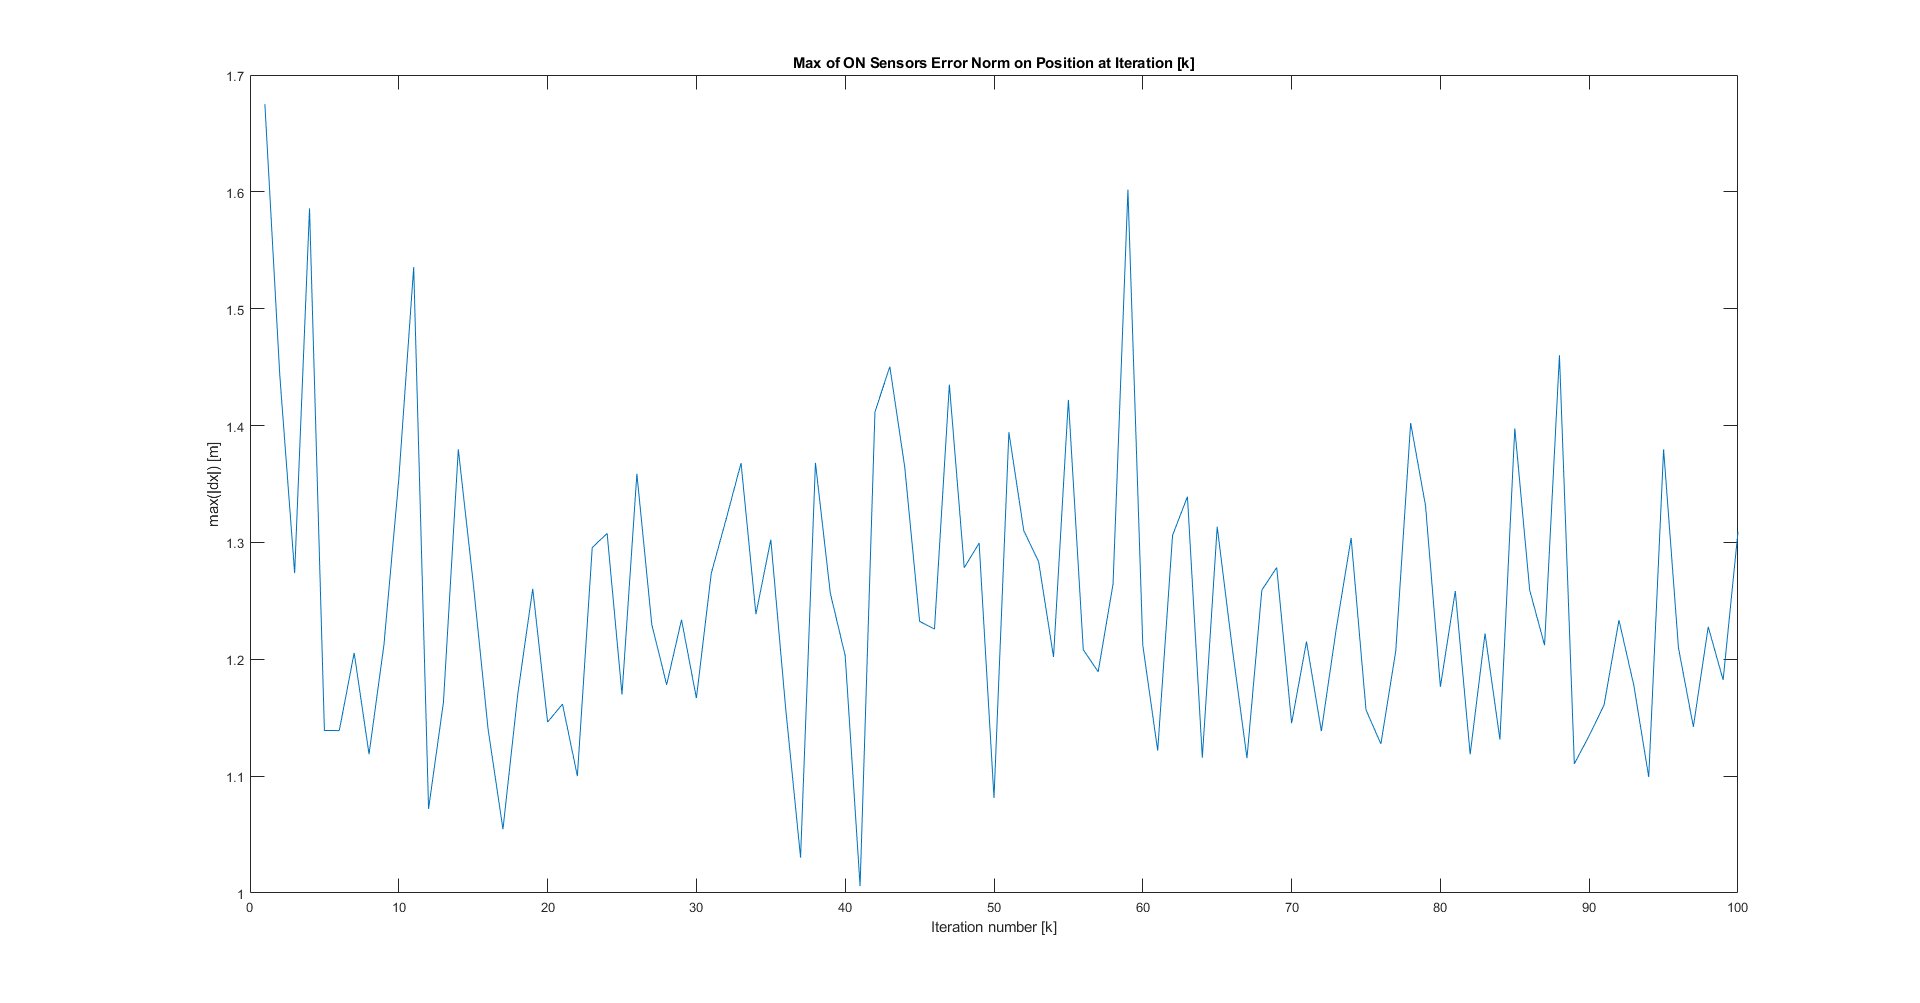 Max of ON Sensors Error Norm on Position at Iteration [k]
1.7
1.6
1.5
1.4
1.3
1.2
1.1
1
max(|dx|) [m]
0 10 20 30 40 50 60 70 80 90 100
Iteration number [k]